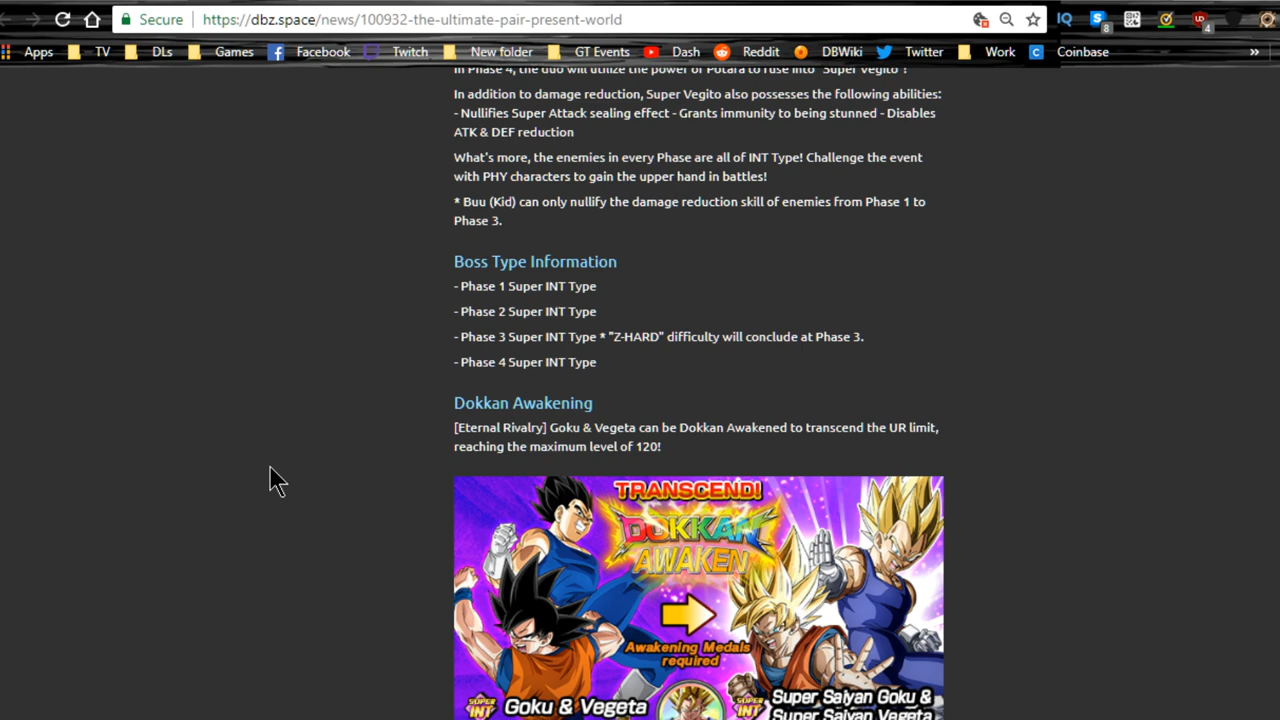 Secure https://dbz.space/news/100932-the-ultimate-pair-present-world
8 UD 4
Apps TV DLs Games Facebook Twitch New folder GT Events Dash Reddit DBWiki Twitter Work Coinbase »
In Phase 4, the duo will utilize the power of Potara to fuse into "Super Vegito"!
In addition to damage reduction, Super Vegito also possesses the following abilities:
- Nullifies Super Attack sealing effect - Grants immunity to being stunned - Disables
ATK & DEF reduction
What's more, the enemies in every Phase are all of INT Type! Challenge the event
with PHY characters to gain the upper hand in battles!
* Buu (Kid) can only nullify the damage reduction skill of enemies from Phase 1 to
Phase 3.
Boss Type Information
- Phase 1 Super INT Type
- Phase 2 Super INT Type
- Phase 3 Super INT Type * "Z-HARD" difficulty will conclude at Phase 3.
- Phase 4 Super INT Type
Dokkan Awakening
[Eternal Rivalry] Goku & Vegeta can be Dokkan Awakened to transcend the UR limit,
reaching the maximum level of 120!
TRANSCEND!
DOKKAN
AWAKEN
Awakening Medals
required
SUPER INT Goku & Vegeta
SUPER INT Super Saiyan Goku &
Super Saiyan Vegeta